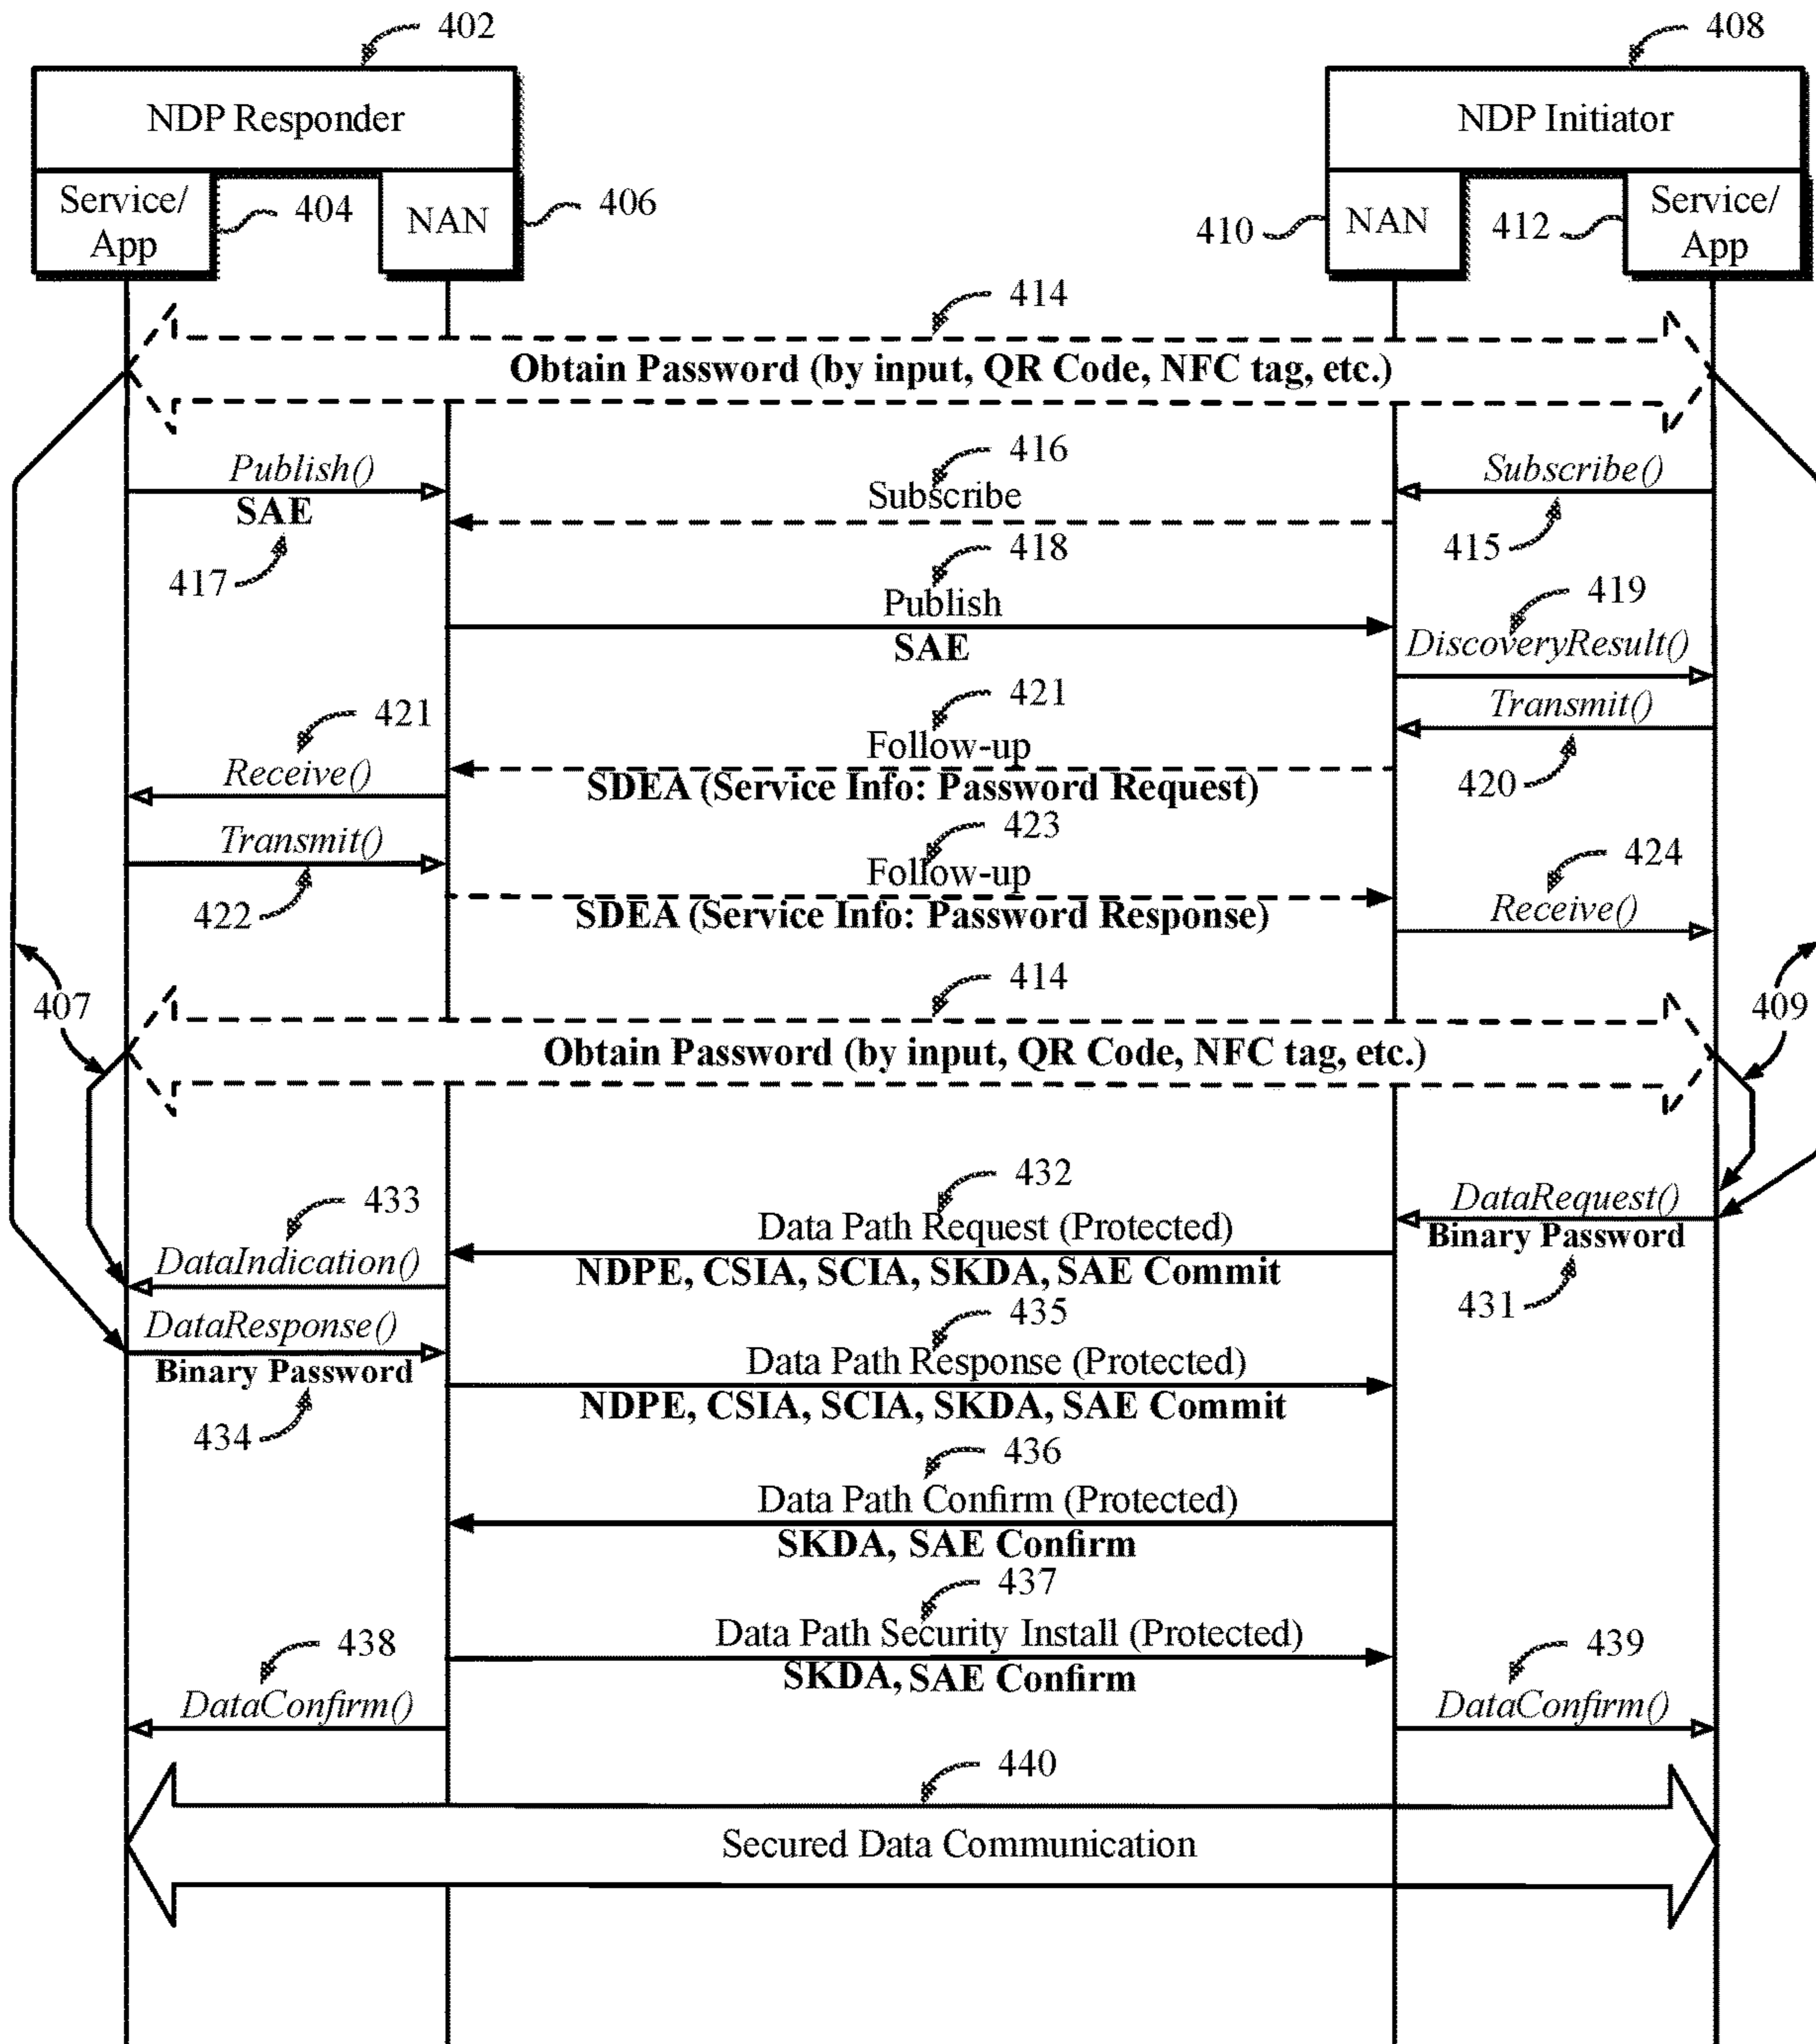 402
408
NDP Responder
NDP Initiator
Service/
App
404
NAN
406
410
NAN
412
Service/
App
414
Obtain Password (by input, QR Code, NFC tag, etc.)
Publish()
SAE
417
416
Subscribe
Subscribe()
415
418
Publish
SAE
419
DiscoveryResult()
421
Receive()
421
Follow-up
SDEA (Service Info: Password Request)
Transmit()
420
Transmit()
422
423
Follow-up
SDEA (Service Info: Password Response)
424
Receive()
407
414
409
Obtain Password (by input, QR Code, NFC tag, etc.)
433
DataIndication()
432
Data Path Request (Protected)
NDPE, CSIA, SCIA, SKDA, SAE Commit
DataRequest()
Binary Password
431
DataResponse()
Binary Password
434
435
Data Path Response (Protected)
NDPE, CSIA, SCIA, SKDA, SAE Commit
436
Data Path Confirm (Protected)
SKDA, SAE Confirm
437
Data Path Security Install (Protected)
SKDA, SAE Confirm
438
DataConfirm()
439
DataConfirm()
440
Secured Data Communication